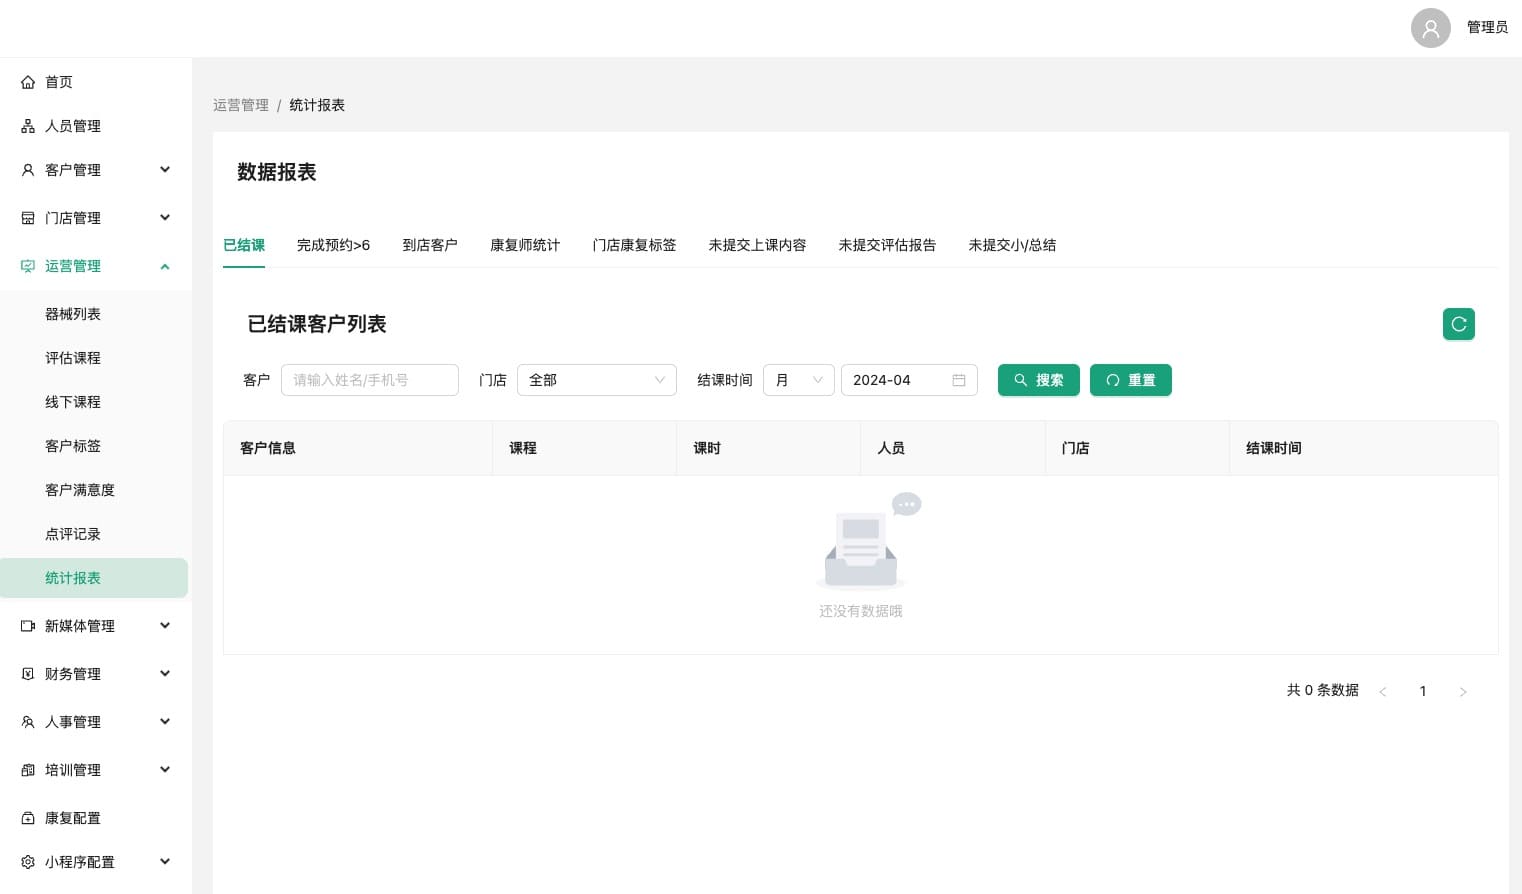 管理员
首页
人员管理
客户管理
门店管理
运营管理
器械列表
评估课程
线下课程
客户标签
客户满意度
点评记录
统计报表
新媒体管理
财务管理
人事管理
培训管理
康复配置
小程序配置
运营管理 / 统计报表
数据报表
已结课 完成预约>6 到店客户 康复师统计 门店康复标签 未提交上课内容 未提交评估报告 未提交小/总结
已结课客户列表
客户 请输入姓名/手机号 门店 全部 结课时间 月 2024-04 搜索 重置
客户信息 课程 课时 人员 门店 结课时间
还没有数据哦
共 0 条数据 < 1 >